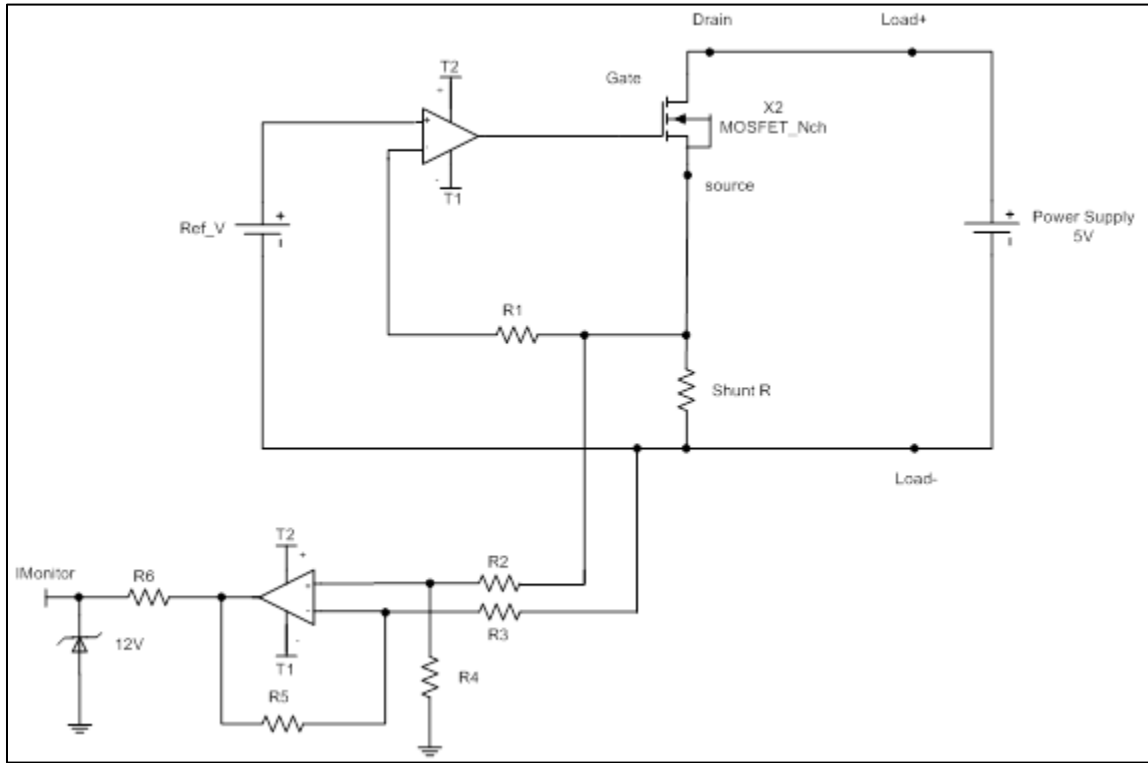 Drain
Load+
T2
+
Gate
X2
MOSFET_Nch
+
-
source
-
T1
Ref_V
+
+
Power Supply
5V
R1
Shunt R
Load-
T2
+
IMonitor
R6
R2
+
-
R3
12V
-
T1
R4
R5